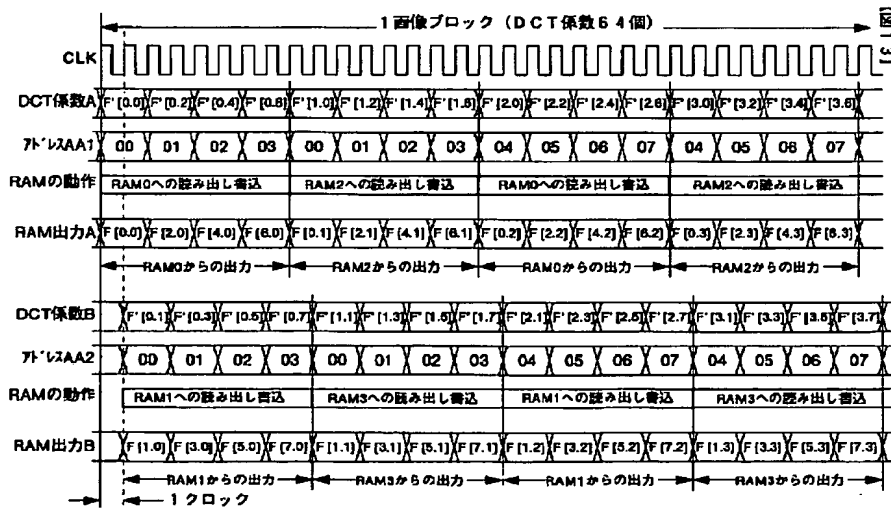 1画像ブロック(DCT係数64個)
【図13】
CLK
DCT係数A F'[0.0] F'[0.2] F'[0.4] F'[0.6] F'[1.0] F'[1.2] F'[1.4] F'[1.6] F'[2.0] F'[2.2] F'[2.4] F'[2.6] F'[3.0] F'[3.2] F'[3.4] F'[3.6]
アドレスAA1 00 01 02 03 00 01 02 03 04 05 06 07 04 05 06 07
RAMの動作 RAM0への読み出し書込 RAM2への読み出し書込 RAM0への読み出し書込 RAM2への読み出し書込
RAM出力A F[0.0] F[2.0] F[4.0] F[6.0] F[0.1] F[2.1] F[4.1] F[6.1] F[0.2] F[2.2] F[4.2] F[6.2] F[0.3] F[2.3] F[4.3] F[6.3]
RAM0からの出力 RAM2からの出力 RAM0からの出力 RAM2からの出力
DCT係数B F'[0.1] F'[0.3] F'[0.5] F'[0.7] F'[1.1] F'[1.3] F'[1.5] F'[1.7] F'[2.1] F'[2.3] F'[2.5] F'[2.7] F'[3.1] F'[3.3] F'[3.5] F'[3.7]
アドレスAA2 00 01 02 03 00 01 02 03 04 05 06 07 04 05 06 07
RAMの動作 RAM1への読み出し書込 RAM3への読み出し書込 RAM1への読み出し書込 RAM3への読み出し書込
RAM出力B F[1.0] F[3.0] F[5.0] F[7.0] F[1.1] F[3.1] F[5.1] F[7.1] F[1.2] F[3.2] F[5.2] F[7.2] F[1.3] F[3.3] F[5.3] F[7.3]
RAM1からの出力 RAM3からの出力 RAM1からの出力 RAM3からの出力
1クロック